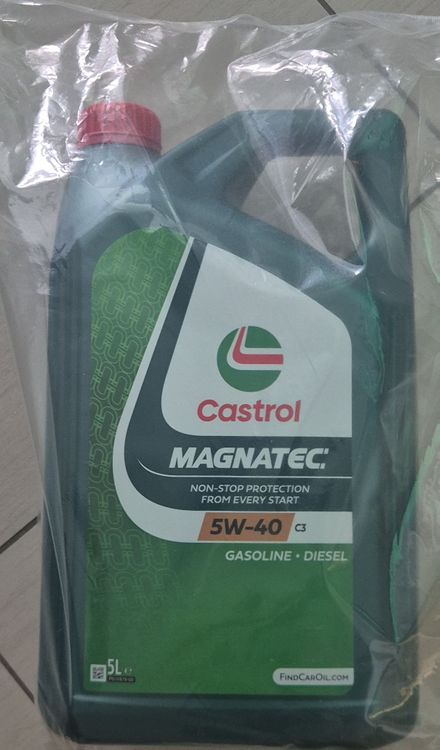 Castrol
MAGNATEC
NON-STOP PROTECTION
FROM EVERY START
5W-40 C3
GASOLINE • DIESEL
5L e
FINDCAROIL.COM